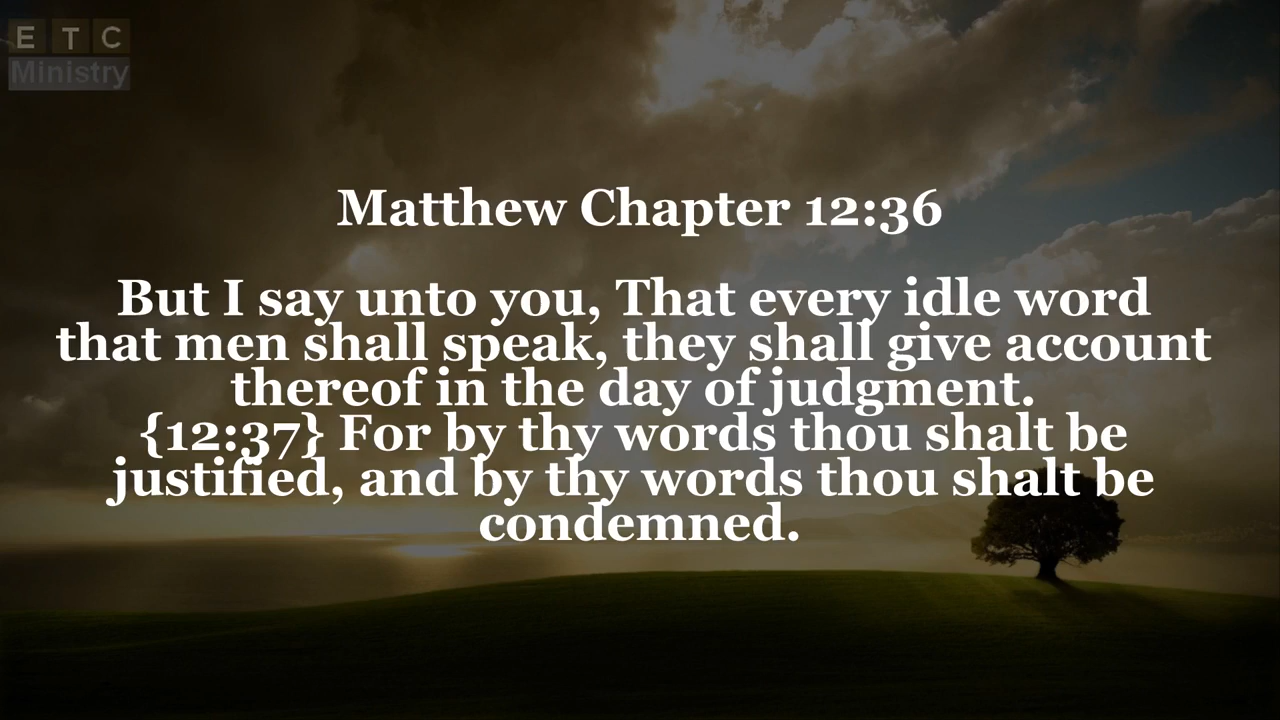 E T C
Ministry
Matthew Chapter 12:36
But I say unto you, That every idle word
that men shall speak, they shall give account
thereof in the day of judgment.
{12:37} For by thy words thou shalt be
justified, and by thy words thou shalt be
condemned.